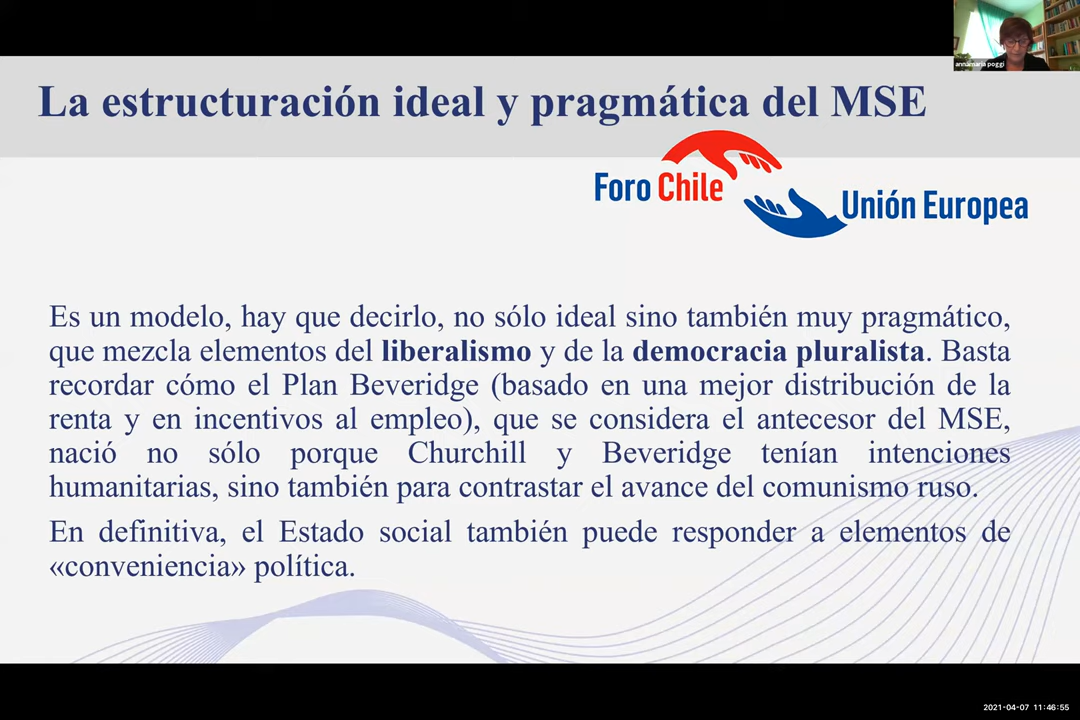 annamaria poggi
La estructuración ideal y pragmática del MSE
Foro Chile
Unión Europea
Es un modelo, hay que decirlo, no sólo ideal sino también muy pragmático,
que mezcla elementos del liberalismo y de la democracia pluralista. Basta
recordar cómo el Plan Beveridge (basado en una mejor distribución de la
renta y en incentivos al empleo), que se considera el antecesor del MSE,
nació no sólo porque Churchill y Beveridge tenían intenciones
humanitarias, sino también para contrastar el avance del comunismo ruso.
En definitiva, el Estado social también puede responder a elementos de
«conveniencia» política.
2021-04-07 11:46:55